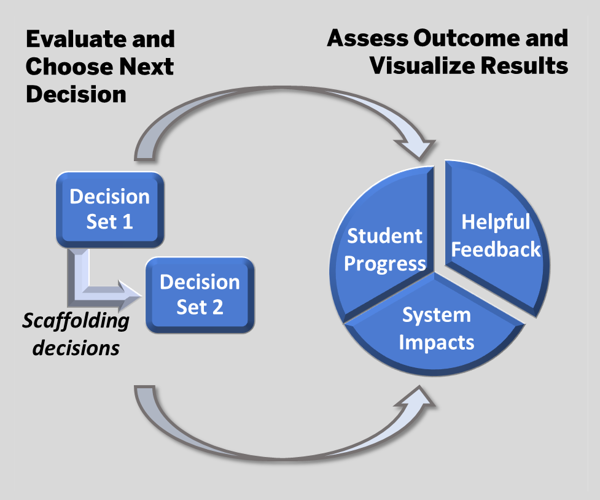 Evaluate and
Choose Next
Decision
Assess Outcome and
Visualize Results
Decision
Set 1
Decision
Set 2
Scaffolding
decisions
Student
Progress
Helpful
Feedback
System
Impacts